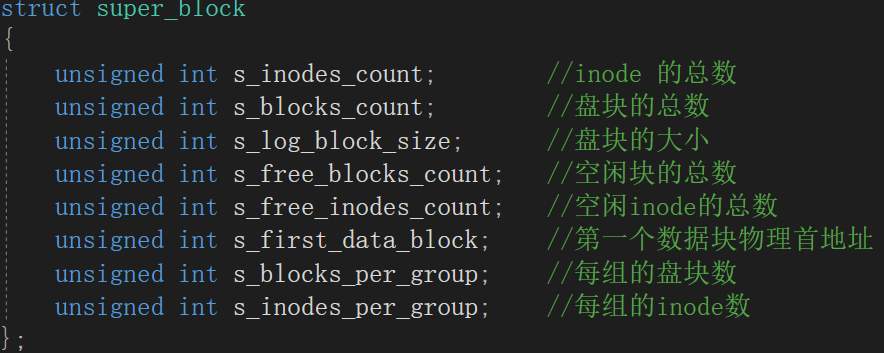 struct super_block
{
unsigned int s_inodes_count; //inode 的总数
unsigned int s_blocks_count; //盘块的总数
unsigned int s_log_block_size; //盘块的大小
unsigned int s_free_blocks_count; //空闲块的总数
unsigned int s_free_inodes_count; //空闲inode的总数
unsigned int s_first_data_block; //第一个数据块物理首地址
unsigned int s_blocks_per_group; //每组的盘块数
unsigned int s_inodes_per_group; //每组的inode数
};